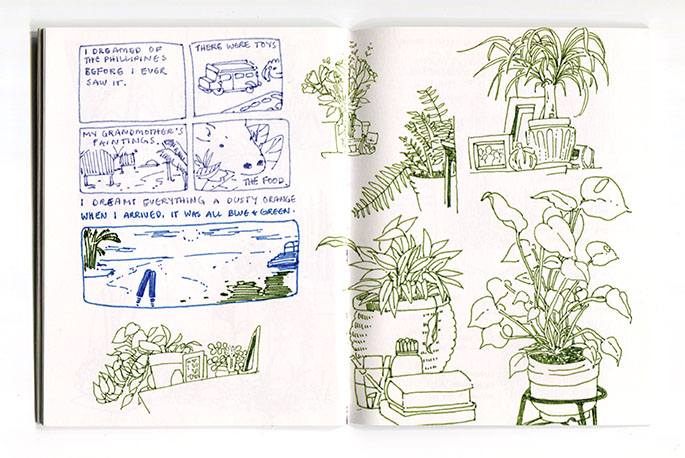 I DREAMED OF
THE PHILLIPINES
BEFORE I EVER
SAW IT.
THERE WERE TOYS
MY GRANDMOTHER'S
PAINTINGS.
THE FOOD.
I DREAMT EVERYTHING A DUSTY ORANGE
WHEN I ARRIVED, IT WAS ALL BLUE & GREEN.